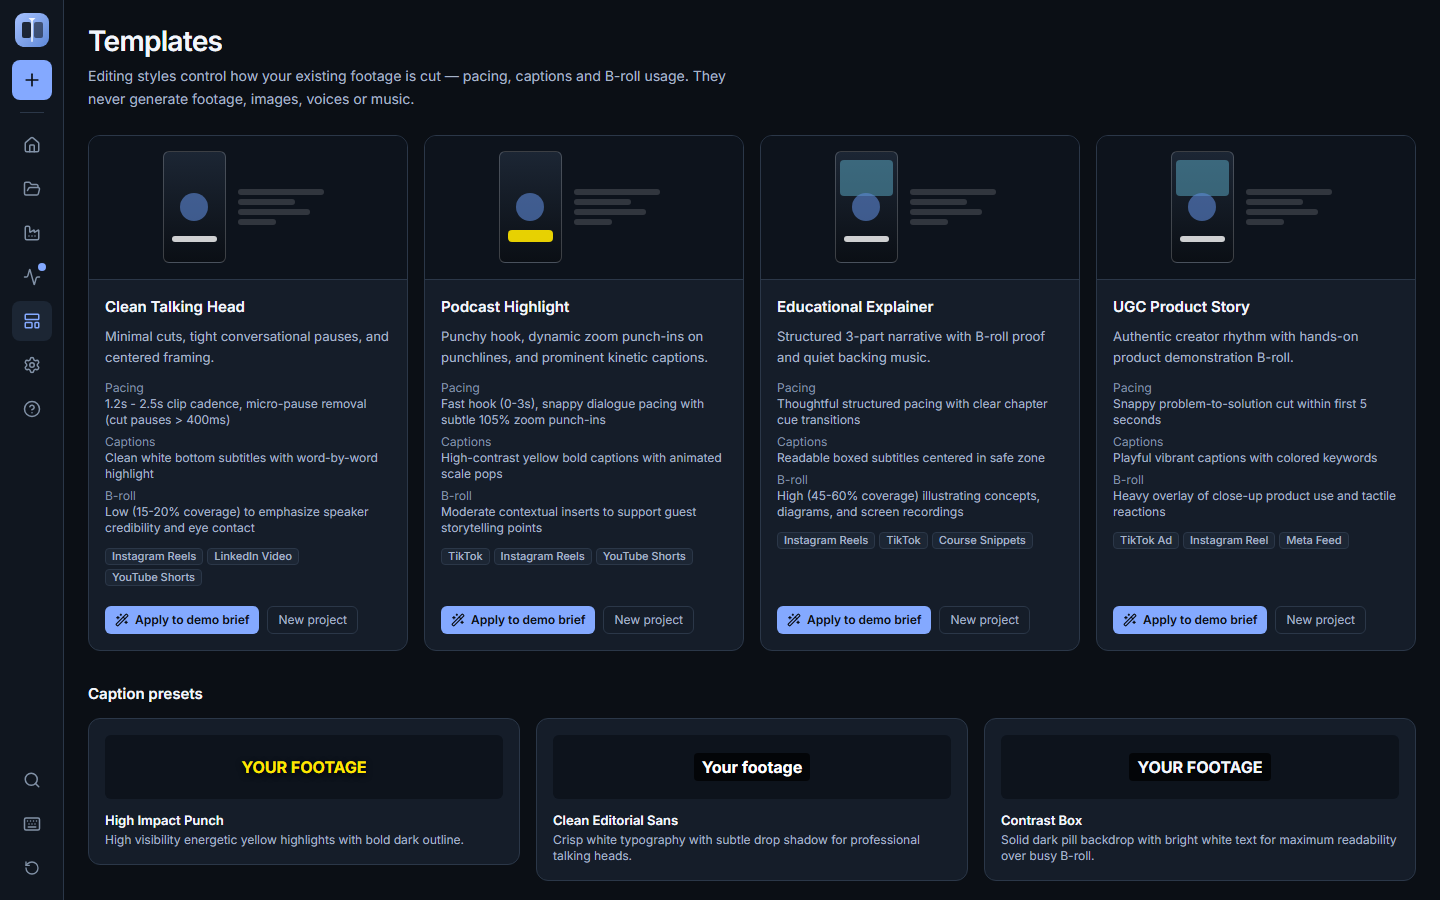 Templates
Editing styles control how your existing footage is cut — pacing, captions and B-roll usage. They
never generate footage, images, voices or music.
Clean Talking Head
Minimal cuts, tight conversational pauses, and
centered framing.
Pacing
1.2s - 2.5s clip cadence, micro-pause removal
(cut pauses > 400ms)
Captions
Clean white bottom subtitles with word-by-word
highlight
B-roll
Low (15-20% coverage) to emphasize speaker
credibility and eye contact
Instagram Reels
LinkedIn Video
YouTube Shorts
Apply to demo brief
New project
Podcast Highlight
Punchy hook, dynamic zoom punch-ins on
punchlines, and prominent kinetic captions.
Pacing
Fast hook (0-3s), snappy dialogue pacing with
subtle 105% zoom punch-ins
Captions
High-contrast yellow bold captions with animated
scale pops
B-roll
Moderate contextual inserts to support guest
storytelling points
TikTok
Instagram Reels
YouTube Shorts
Apply to demo brief
New project
Educational Explainer
Structured 3-part narrative with B-roll proof
and quiet backing music.
Pacing
Thoughtful structured pacing with clear chapter
cue transitions
Captions
Readable boxed subtitles centered in safe zone
B-roll
High (45-60% coverage) illustrating concepts,
diagrams, and screen recordings
Instagram Reels
TikTok
Course Snippets
Apply to demo brief
New project
UGC Product Story
Authentic creator rhythm with hands-on
product demonstration B-roll.
Pacing
Snappy problem-to-solution cut within first 5
seconds
Captions
Playful vibrant captions with colored keywords
B-roll
Heavy overlay of close-up product use and tactile
reactions
TikTok Ad
Instagram Reel
Meta Feed
Apply to demo brief
New project
Caption presets
YOUR FOOTAGE
High Impact Punch
High visibility energetic yellow highlights with bold dark outline.
Your footage
Clean Editorial Sans
Crisp white typography with subtle drop shadow for professional
talking heads.
YOUR FOOTAGE
Contrast Box
Solid dark pill backdrop with bright white text for maximum readability
over busy B-roll.